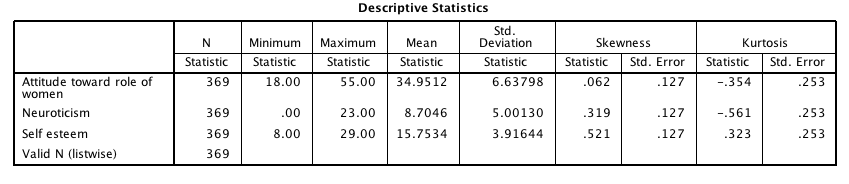 Descriptive Statistics
N Minimum Maximum Mean Std. Deviation Skewness Kurtosis
Statistic Statistic Statistic Statistic Statistic Statistic Std. Error Statistic Std. Error
Attitude toward role of women 369 18.00 55.00 34.9512 6.63798 .062 .127 -.354 .253
Neuroticism 369 .00 23.00 8.7046 5.00130 .319 .127 -.561 .253
Self esteem 369 8.00 29.00 15.7534 3.91644 .521 .127 .323 .253
Valid N (listwise) 369